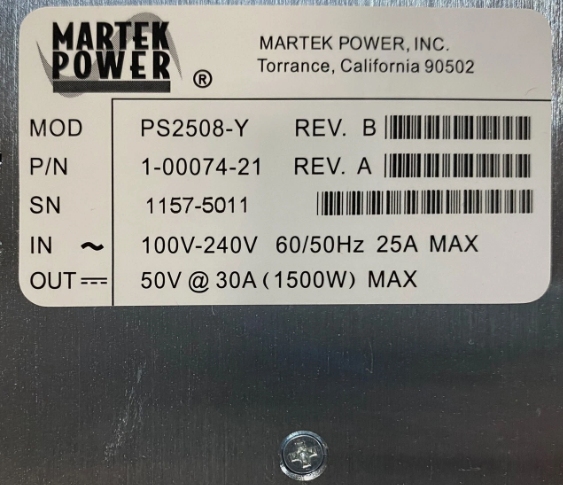 MARTEK
POWER ®
MARTEK POWER, INC.
Torrance, California 90502
MOD PS2508-Y REV. B
P/N 1-00074-21 REV. A
SN 1157-5011
IN ~ 100V-240V 60/50Hz 25A MAX
OUT ⎓ 50V @ 30A (1500W) MAX